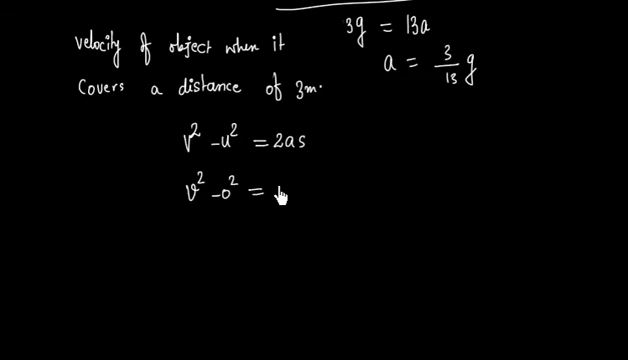 3g = 13a
velocity of object when it
a = 3/13 g
Covers a distance of 3m.
v² - u² = 2as
v² - 0² =